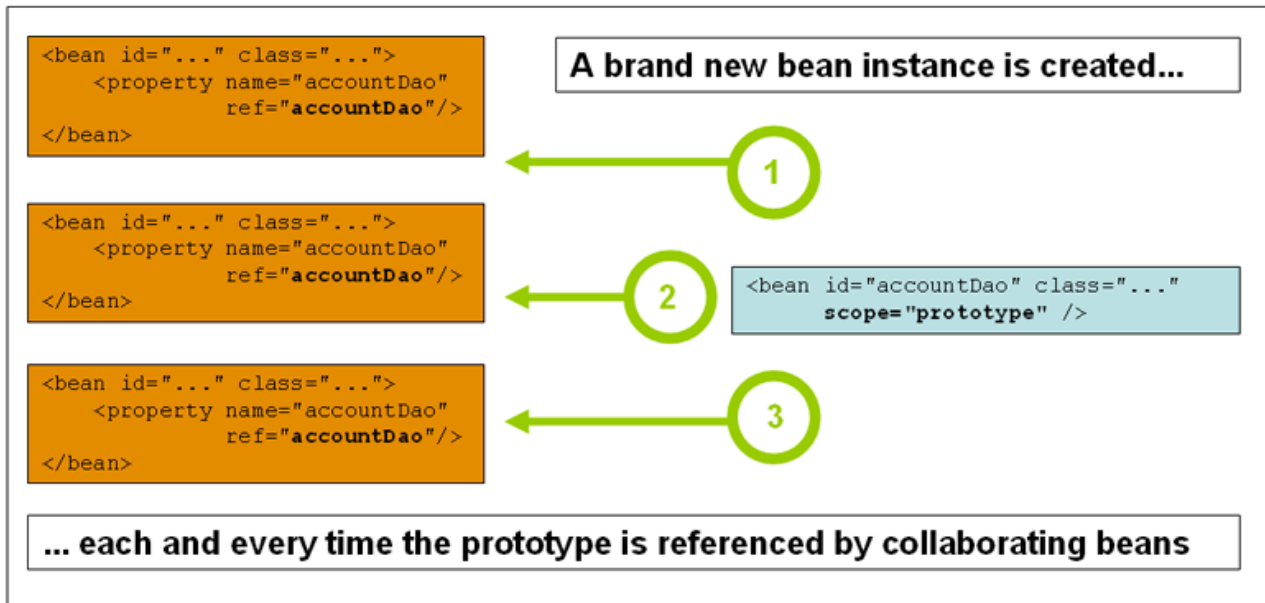 <bean id="..." class="...">
    <property name="accountDao"
              ref="accountDao"/>
</bean>
A brand new bean instance is created...
1
<bean id="..." class="...">
    <property name="accountDao"
              ref="accountDao"/>
</bean>
2
<bean id="accountDao" class="..."
      scope="prototype" />
<bean id="..." class="...">
    <property name="accountDao"
              ref="accountDao"/>
</bean>
3
... each and every time the prototype is referenced by collaborating beans